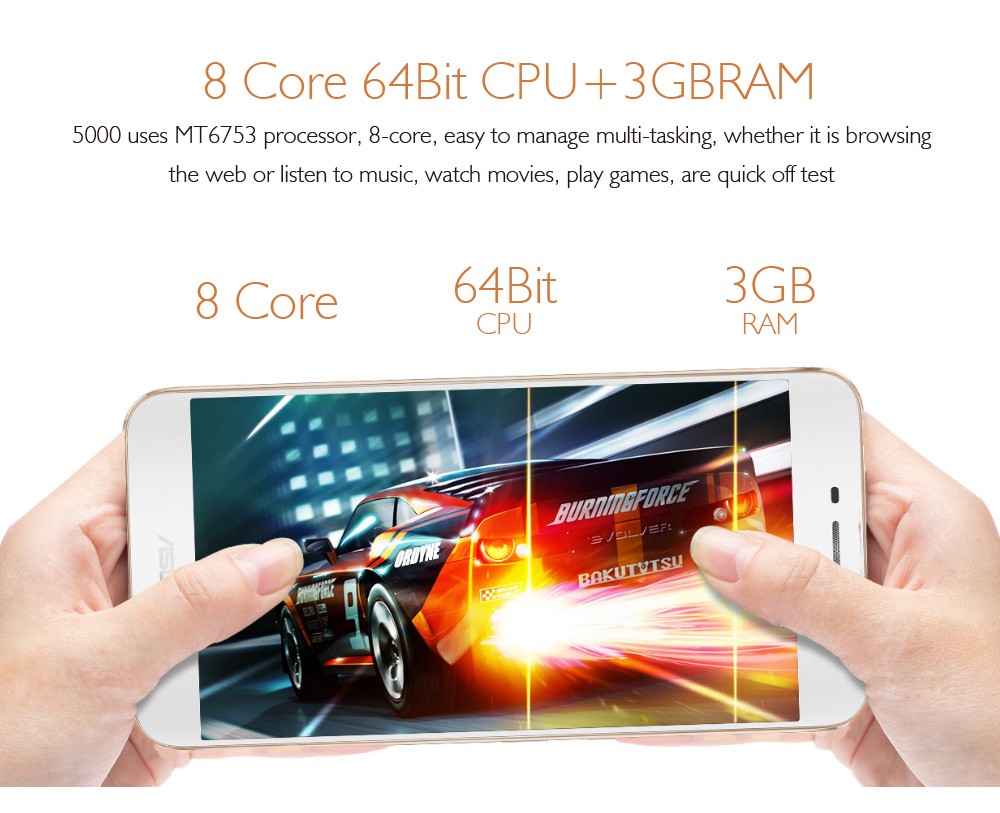 8 Core 64Bit CPU+3GBRAM
5000 uses MT6753 processor, 8-core, easy to manage multi-tasking, whether it is browsing
the web or listen to music, watch movies, play games, are quick off test
8 Core
64Bit
CPU
3GB
RAM
BURNINGFORCE
EVOLVER
ORDYNE
BAKUTOTSU
BURNINGFORCE
9